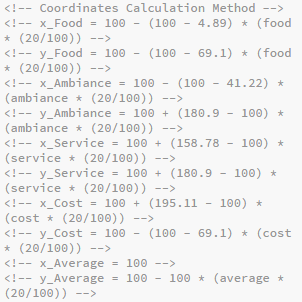 <!-- Coordinates Calculation Method -->
<!-- x_Food = 100 - (100 - 4.89) * (food
* (20/100)) -->
<!-- y_Food = 100 - (100 - 69.1) * (food
* (20/100)) -->
<!-- x_Ambiance = 100 - (100 - 41.22) *
(ambiance * (20/100)) -->
<!-- y_Ambiance = 100 + (180.9 - 100) *
(ambiance * (20/100)) -->
<!-- x_Service = 100 + (158.78 - 100) *
(service * (20/100)) -->
<!-- y_Service = 100 + (180.9 - 100) *
(service * (20/100)) -->
<!-- x_Cost = 100 + (195.11 - 100) *
(cost * (20/100)) -->
<!-- y_Cost = 100 - (100 - 69.1) * (cost
* (20/100)) -->
<!-- x_Average = 100 -->
<!-- y_Average = 100 - 100 * (average *
(20/100)) -->